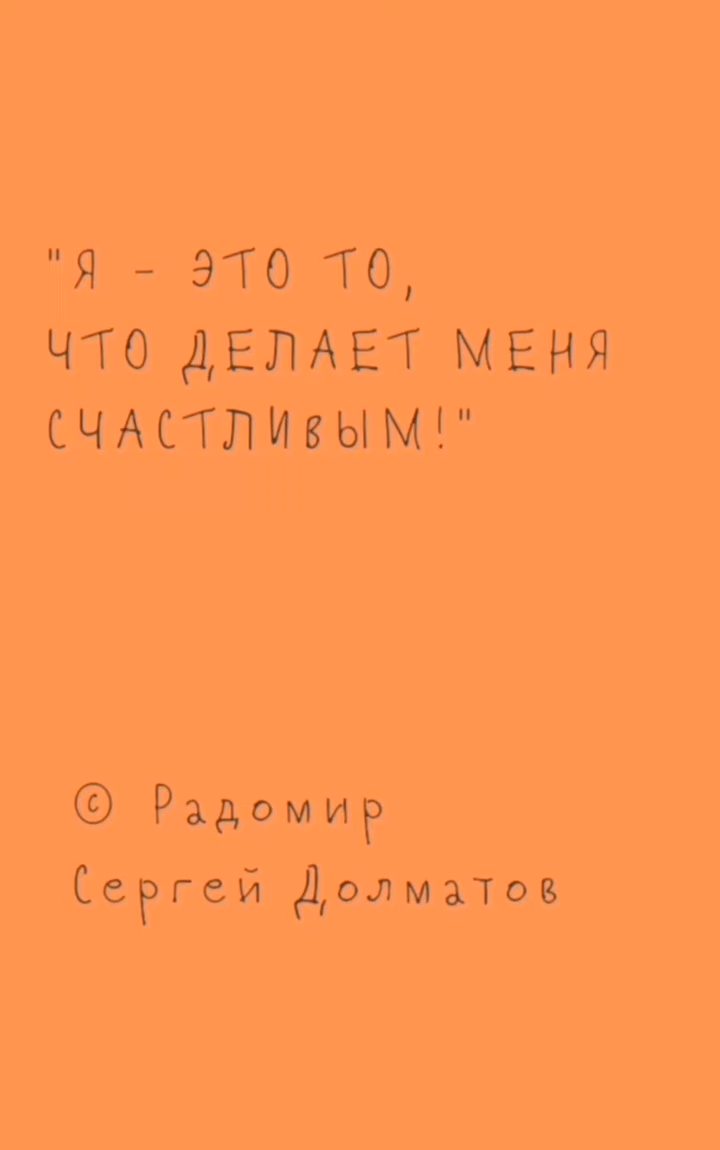 "Я - ЭТО ТО,
ЧТО ДЕЛАЕТ МЕНЯ
СЧАСТЛИВЫМ!"
© Радомир
Сергей Долматов